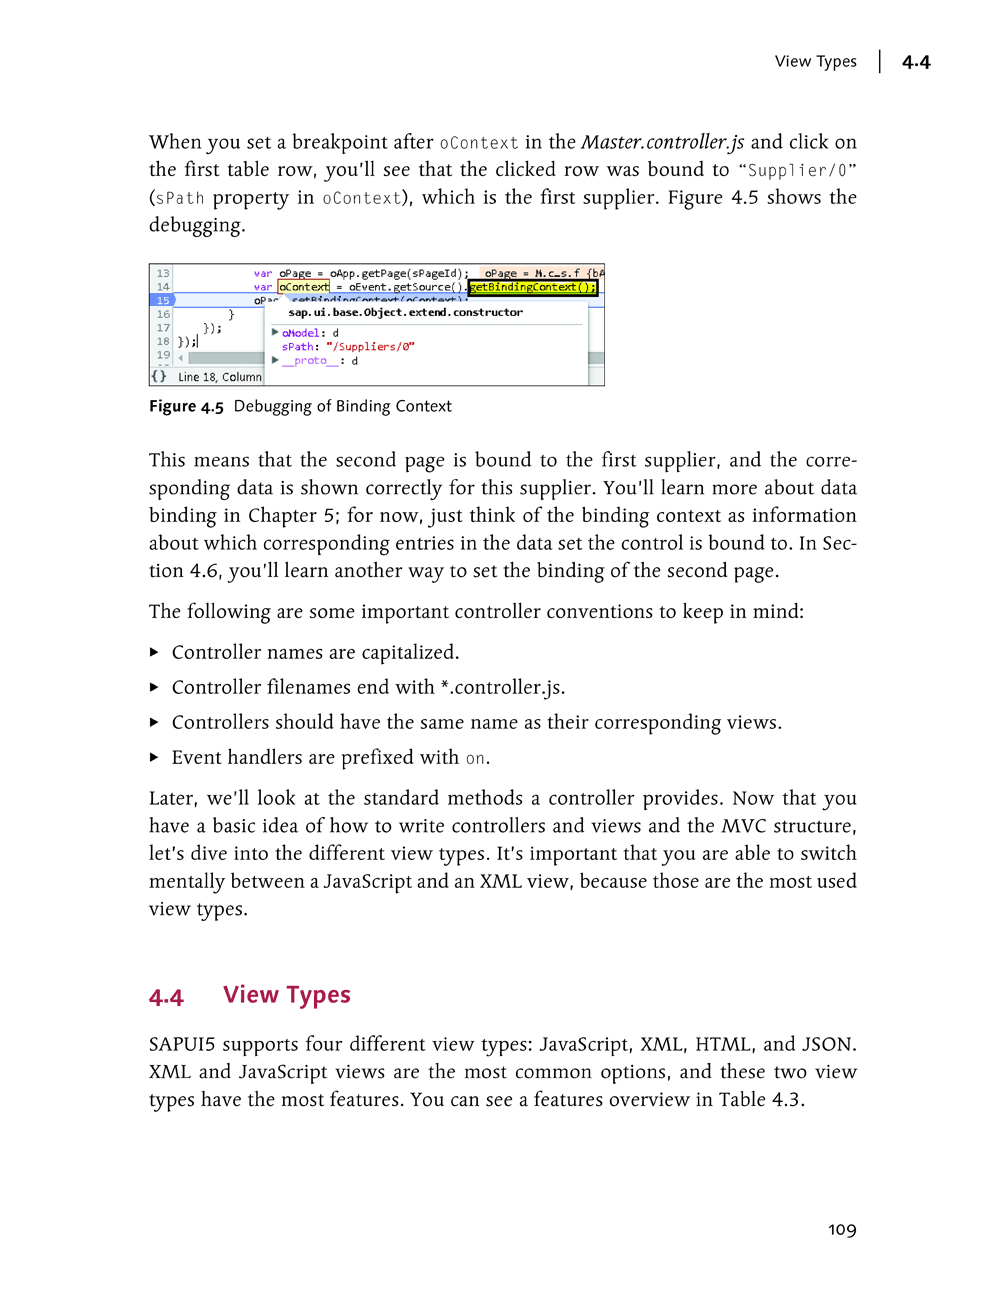 View Types | 4.4
When you set a breakpoint after oContext in the Master.controller.js and click on
the first table row, you'll see that the clicked row was bound to “Supplier/0”
(sPath property in oContext), which is the first supplier. Figure 4.5 shows the
debugging.
13 var oPage = oApp.getPage(sPageId); oPage = M.c…s.f {bA
14 var oContext = oEvent.getSource().getBindingContext();
15 oPag setBindingContext(oContext);
sap.ui.base.Object.extend.constructor
16 }
17 });
▶ oModel: d
18 });
sPath: "/Suppliers/0"
19
▶ __proto__: d
{} Line 18, Column
Figure 4.5 Debugging of Binding Context
This means that the second page is bound to the first supplier, and the corre-
sponding data is shown correctly for this supplier. You'll learn more about data
binding in Chapter 5; for now, just think of the binding context as information
about which corresponding entries in the data set the control is bound to. In Sec-
tion 4.6, you'll learn another way to set the binding of the second page.
The following are some important controller conventions to keep in mind:
▶ Controller names are capitalized.
▶ Controller filenames end with *.controller.js.
▶ Controllers should have the same name as their corresponding views.
▶ Event handlers are prefixed with on.
Later, we'll look at the standard methods a controller provides. Now that you
have a basic idea of how to write controllers and views and the MVC structure,
let's dive into the different view types. It's important that you are able to switch
mentally between a JavaScript and an XML view, because those are the most used
view types.
4.4 View Types
SAPUI5 supports four different view types: JavaScript, XML, HTML, and JSON.
XML and JavaScript views are the most common options, and these two view
types have the most features. You can see a features overview in Table 4.3.
109